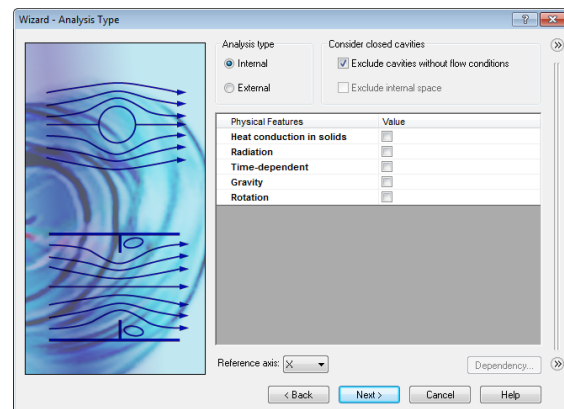 Wizard - Analysis Type
Analysis type
Internal
External
Consider closed cavities
Exclude cavities without flow conditions
Exclude internal space
Physical Features Value
Heat conduction in solids
Radiation
Time-dependent
Gravity
Rotation
Reference axis: X
Dependency...
< Back Next > Cancel Help